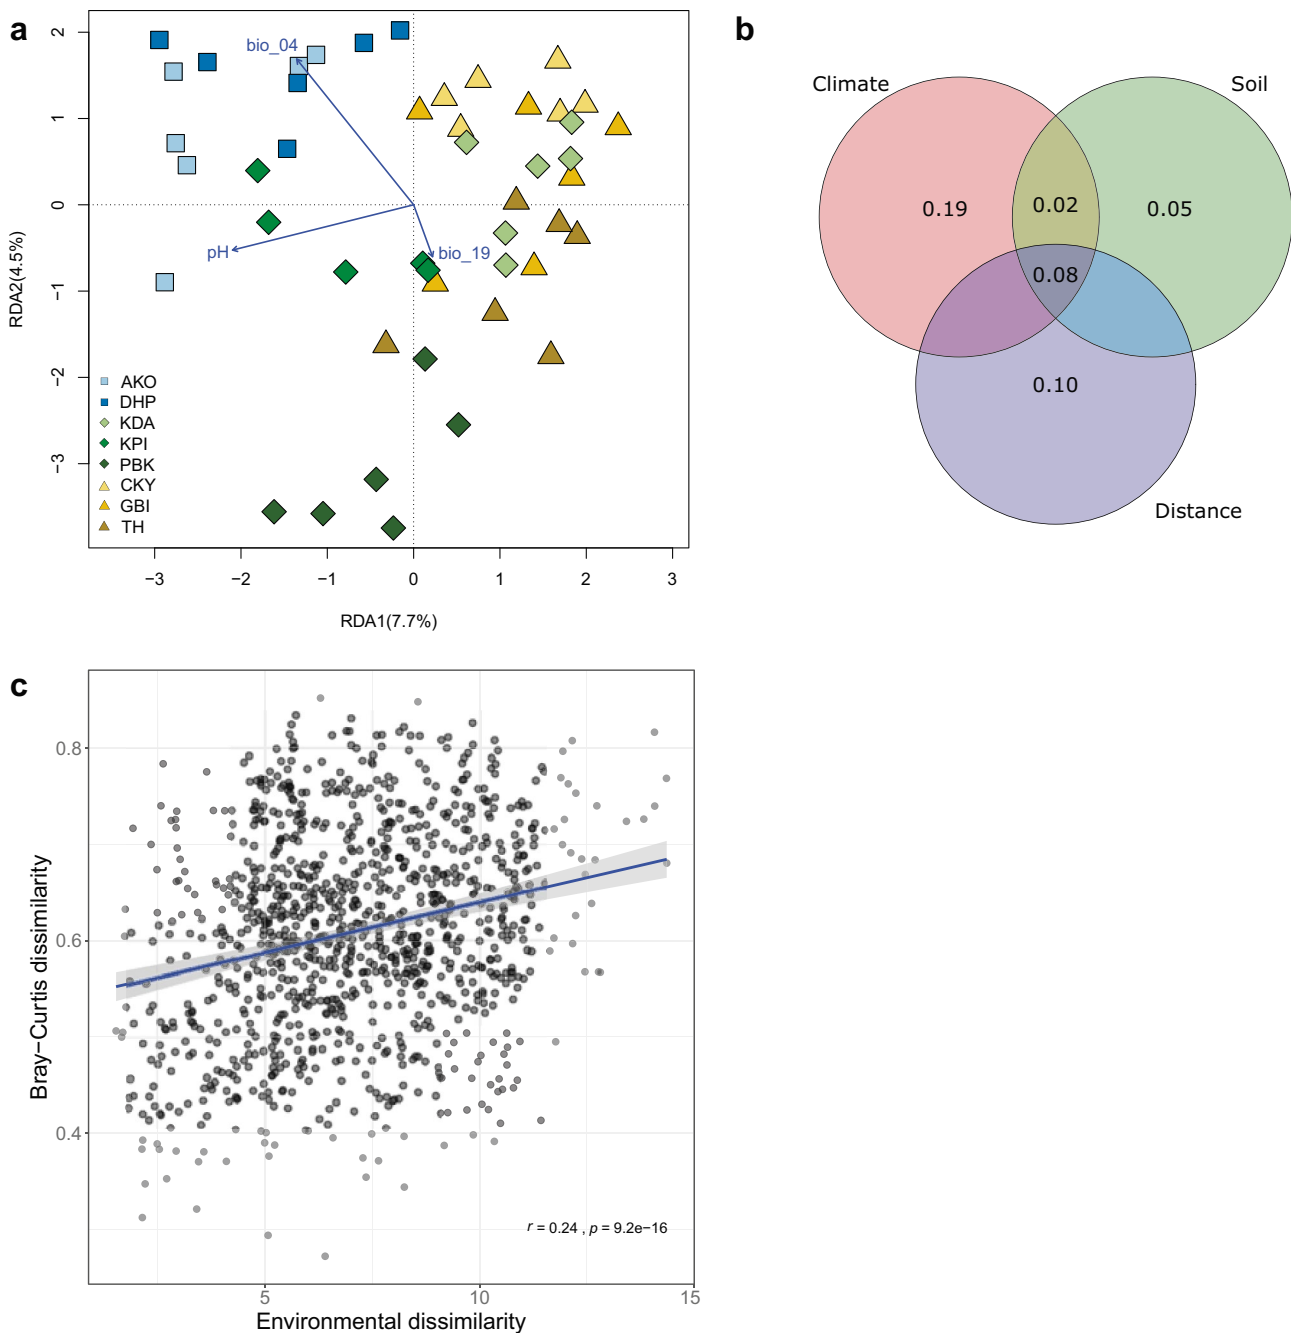 a
2
1
0
−1
−2
−3
RDA2(4.5%)
bio_04
pH
bio_19
AKO
DHP
KDA
KPI
PBK
CKY
GBI
TH
−3 −2 −1 0 1 2 3
RDA1(7.7%)
b
Climate Soil
0.19 0.02 0.05
0.08
0.10
Distance
c
0.8
0.6
0.4
Bray−Curtis dissimilarity
r = 0.24 , p = 9.2e−16
5 10 15
Environmental dissimilarity